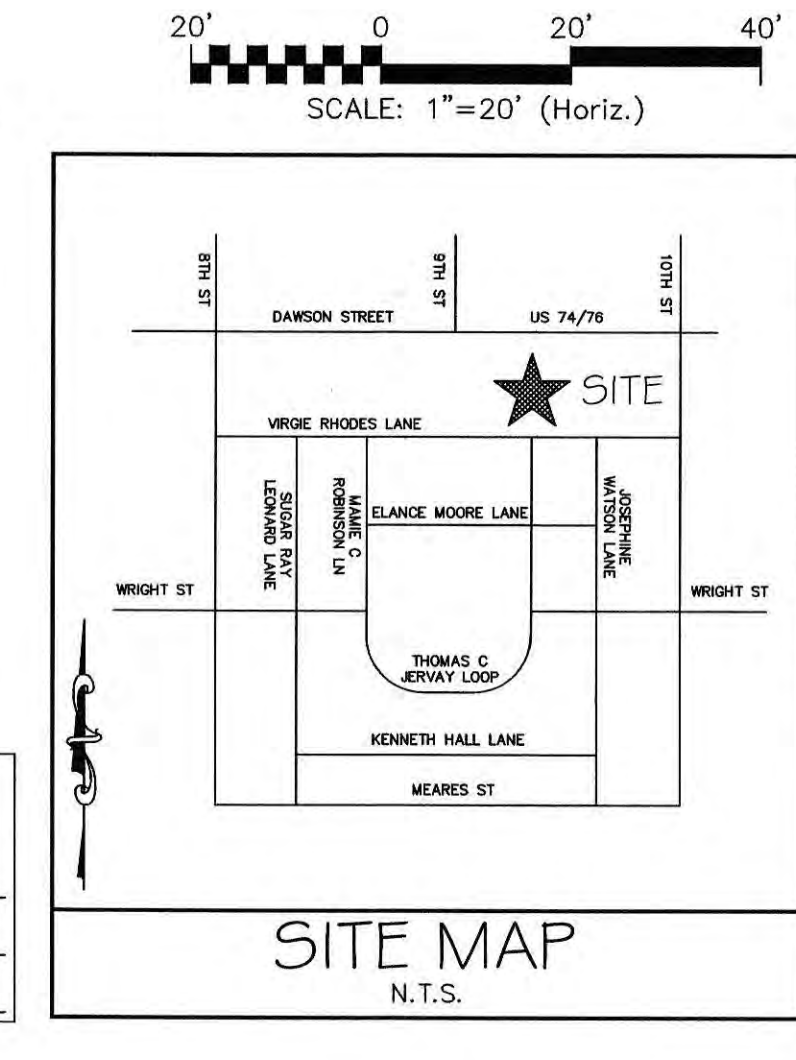 20' 0 20' 40'
SCALE: 1"=20' (Horiz.)
8TH ST
9TH ST
10TH ST
DAWSON STREET
US 74/76
SITE
VIRGIE RHODES LANE
SUGAR RAY
LEONARD LANE
MAMIE C
ROBINSON LN
ELANCE MOORE LANE
JOSEPHINE
WATSON LANE
WRIGHT ST
WRIGHT ST
THOMAS C
JERVAY LOOP
KENNETH HALL LANE
MEARES ST
SITE MAP
N.T.S.